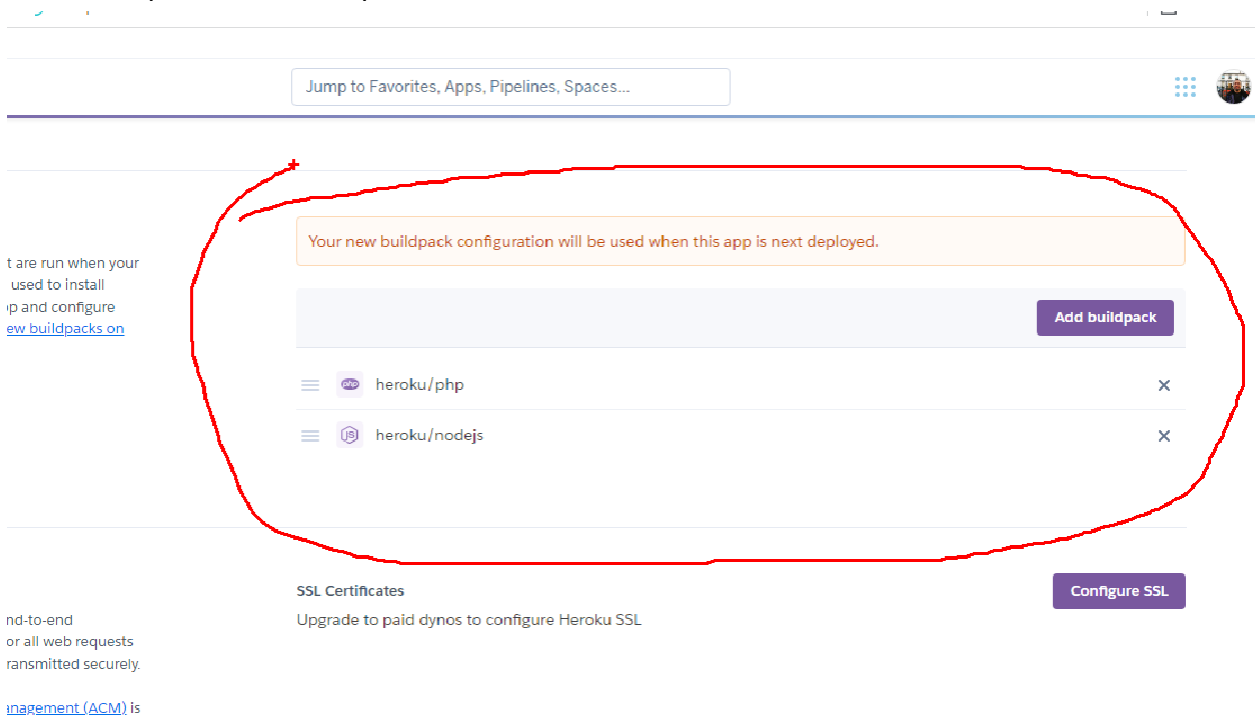 Jump to Favorites, Apps, Pipelines, Spaces...
Your new buildpack configuration will be used when this app is next deployed.
t are run when your
used to install
p and configure
ew buildpacks on
Add buildpack
php
heroku/php
JS
heroku/nodejs
SSL Certificates
Upgrade to paid dynos to configure Heroku SSL
Configure SSL
nd-to-end
or all web requests
ransmitted securely.
nagement (ACM) is